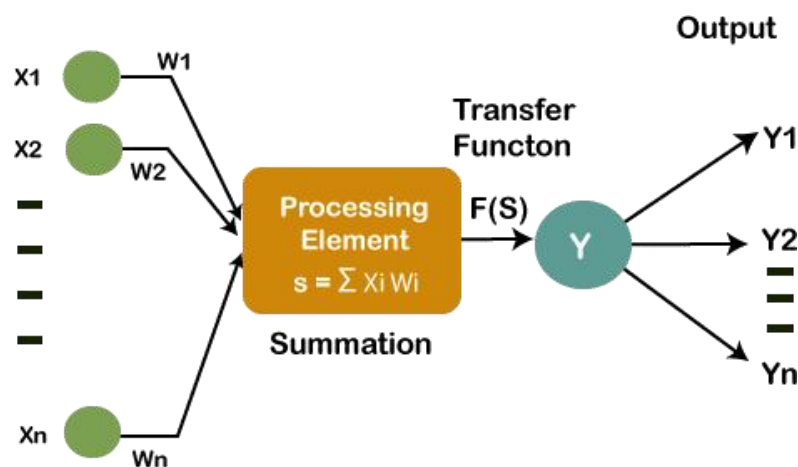 Output
X1
W1
X2
W2
Transfer
Functon
Y1
Processing
Element
s = Σ Xi Wi
F(S)
Y
Y2
Summation
Yn
Xn
Wn